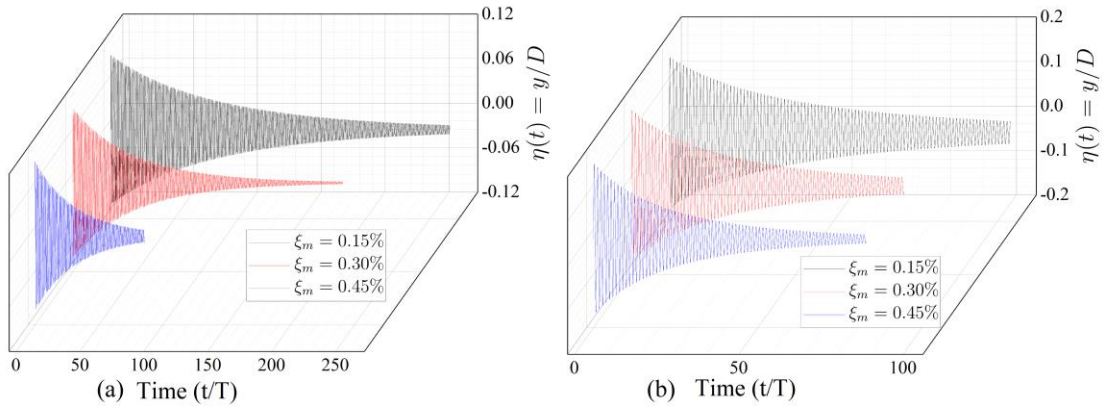 0.12
0.06
0.00
-0.06
-0.12
η(t) = y/D
ξm = 0.15%
ξm = 0.30%
ξm = 0.45%
0 50 100 150 200 250
(a) Time (t/T)
0.2
0.1
0.0
-0.1
-0.2
η(t) = y/D
ξm = 0.15%
ξm = 0.30%
ξm = 0.45%
0 50 100
(b) Time (t/T)